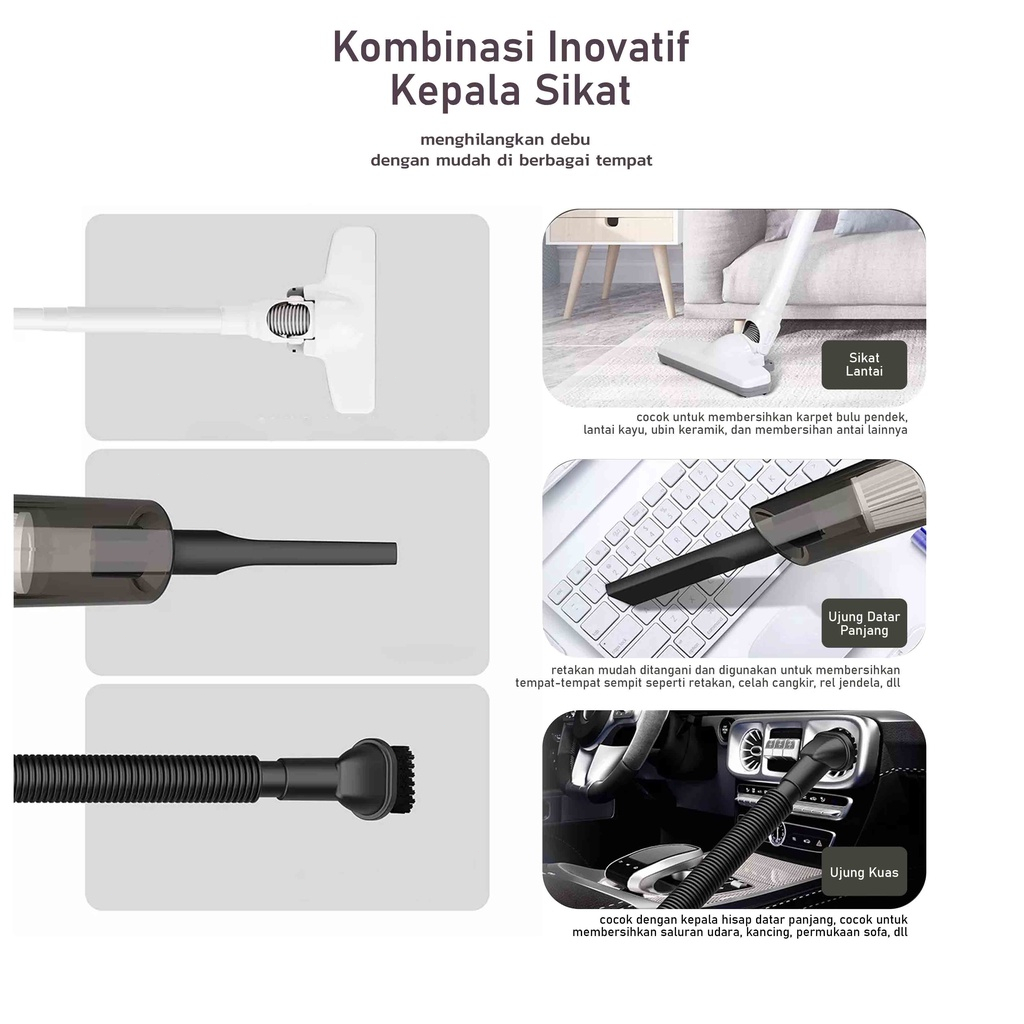 Kombinasi Inovatif
Kepala Sikat
menghilangkan debu
dengan mudah di berbagai tempat
Sikat
Lantai
cocok untuk membersihkan karpet bulu pendek,
lantai kayu, ubin keramik, dan membersihan antai lainnya
Ujung Datar
Panjang
retakan mudah ditangani dan digunakan untuk membersihkan
tempat-tempat sempit seperti retakan, celah cangkir, rel jendela, dll
Ujung Kuas
cocok dengan kepala hisap datar panjang, cocok untuk
membersihkan saluran udara, kancing, permukaan sofa, dll